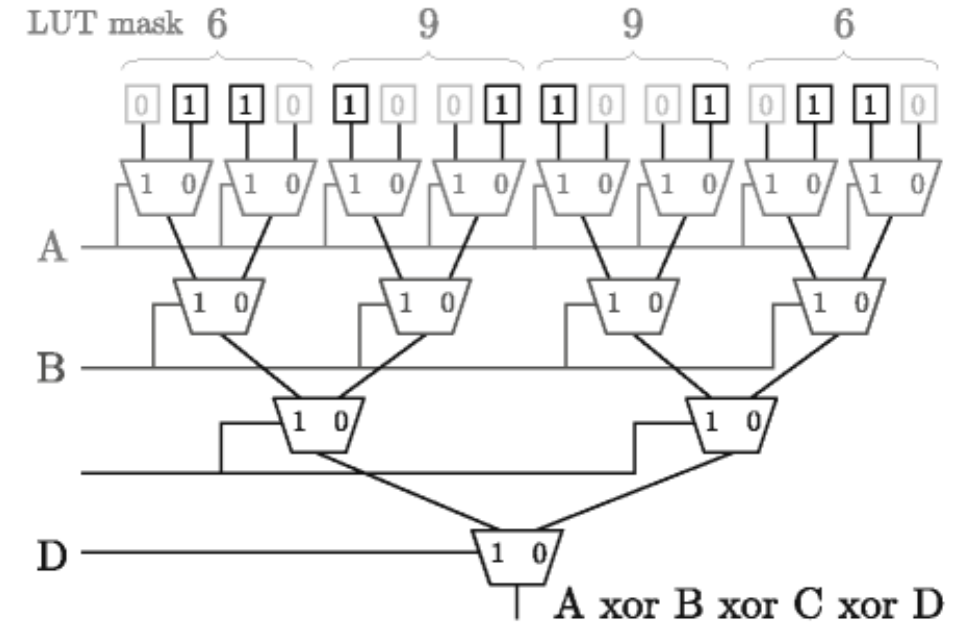 LUT mask 6 9 9 6
0 1 1 0 1 0 0 1 1 0 0 1 0 1 1 0
1 0 1 0 1 0 1 0 1 0 1 0 1 0 1 0
A
1 0 1 0 1 0 1 0
B
1 0 1 0
D 1 0
A xor B xor C xor D